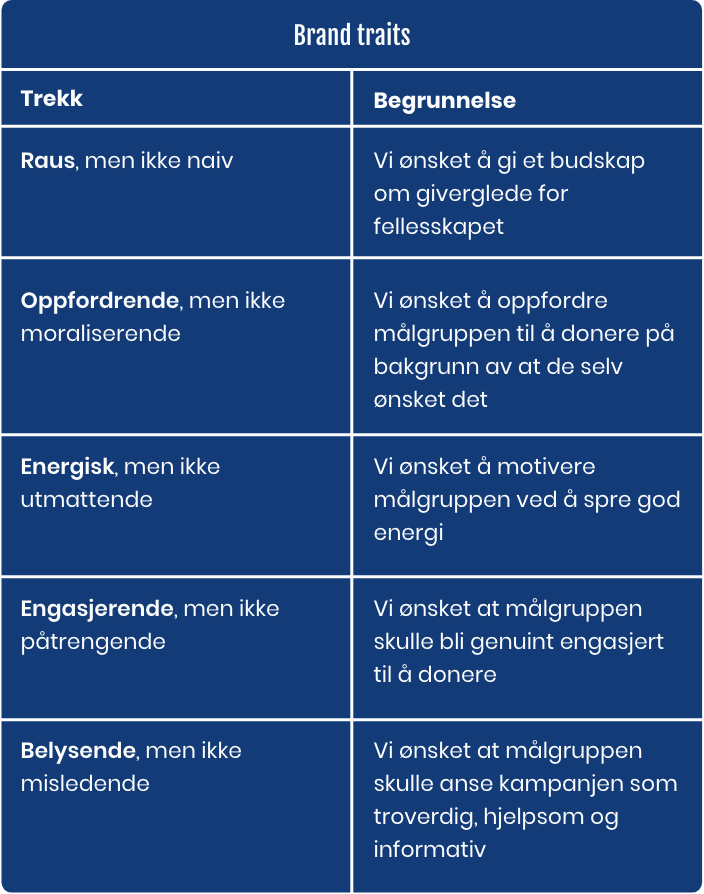 Brand traits
Trekk
Begrunnelse
Raus, men ikke naiv
Vi ønsket å gi et budskap
om giverglede for
fellesskapet
Oppfordrende, men ikke
moraliserende
Vi ønsket å oppfordre
målgruppen til å donere på
bakgrunn av at de selv
ønsket det
Energisk, men ikke
utmattende
Vi ønsket å motivere
målgruppen ved å spre god
energi
Engasjerende, men ikke
påtrengende
Vi ønsket at målgruppen
skulle bli genuint engasjert
til å donere
Belysende, men ikke
misledende
Vi ønsket at målgruppen
skulle anse kampanjen som
troverdig, hjelpsom og
informativ